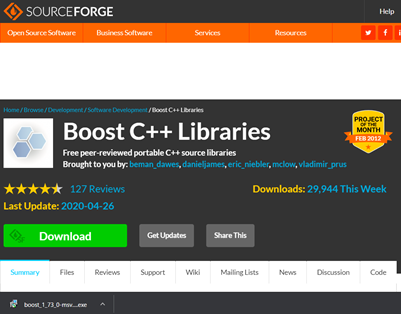 SOURCEFORGE
Help
Open Source Software Business Software Services Resources
Home / Browse / Development / Software Development / Boost C++ Libraries
Boost C++ Libraries
PROJECT
OF THE
MONTH
FEB 2012
Free peer-reviewed portable C++ source libraries
Brought to you by: beman_dawes, danieljames, eric_niebler, mclow, vladimir_prus
127 Reviews
Downloads: 29,944 This Week
Last Update: 2020-04-26
Download
Get Updates
Share This
Summary Files Reviews Support Wiki Mailing Lists News Discussion Code
boost_1_73_0-msv....exe